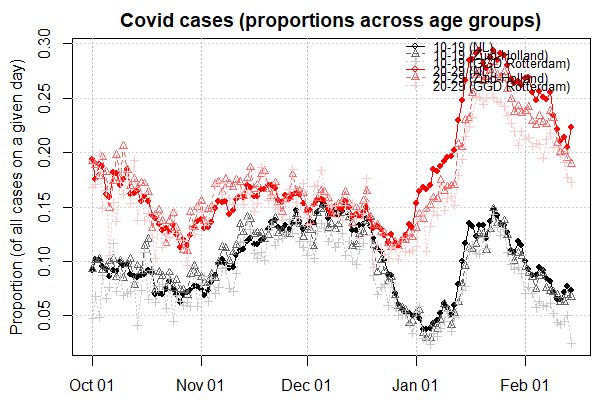 Covid cases (proportions across age groups)
Proportion (of all cases on a given day)
0.30
0.25
0.20
0.15
0.10
0.05
10-19 (NL)
10-19 (Zuid-Holland)
10-19 (GGD Rotterdam)
20-29 (NL)
20-29 (Zuid-Holland)
20-29 (GGD Rotterdam)
Oct 01 Nov 01 Dec 01 Jan 01 Feb 01